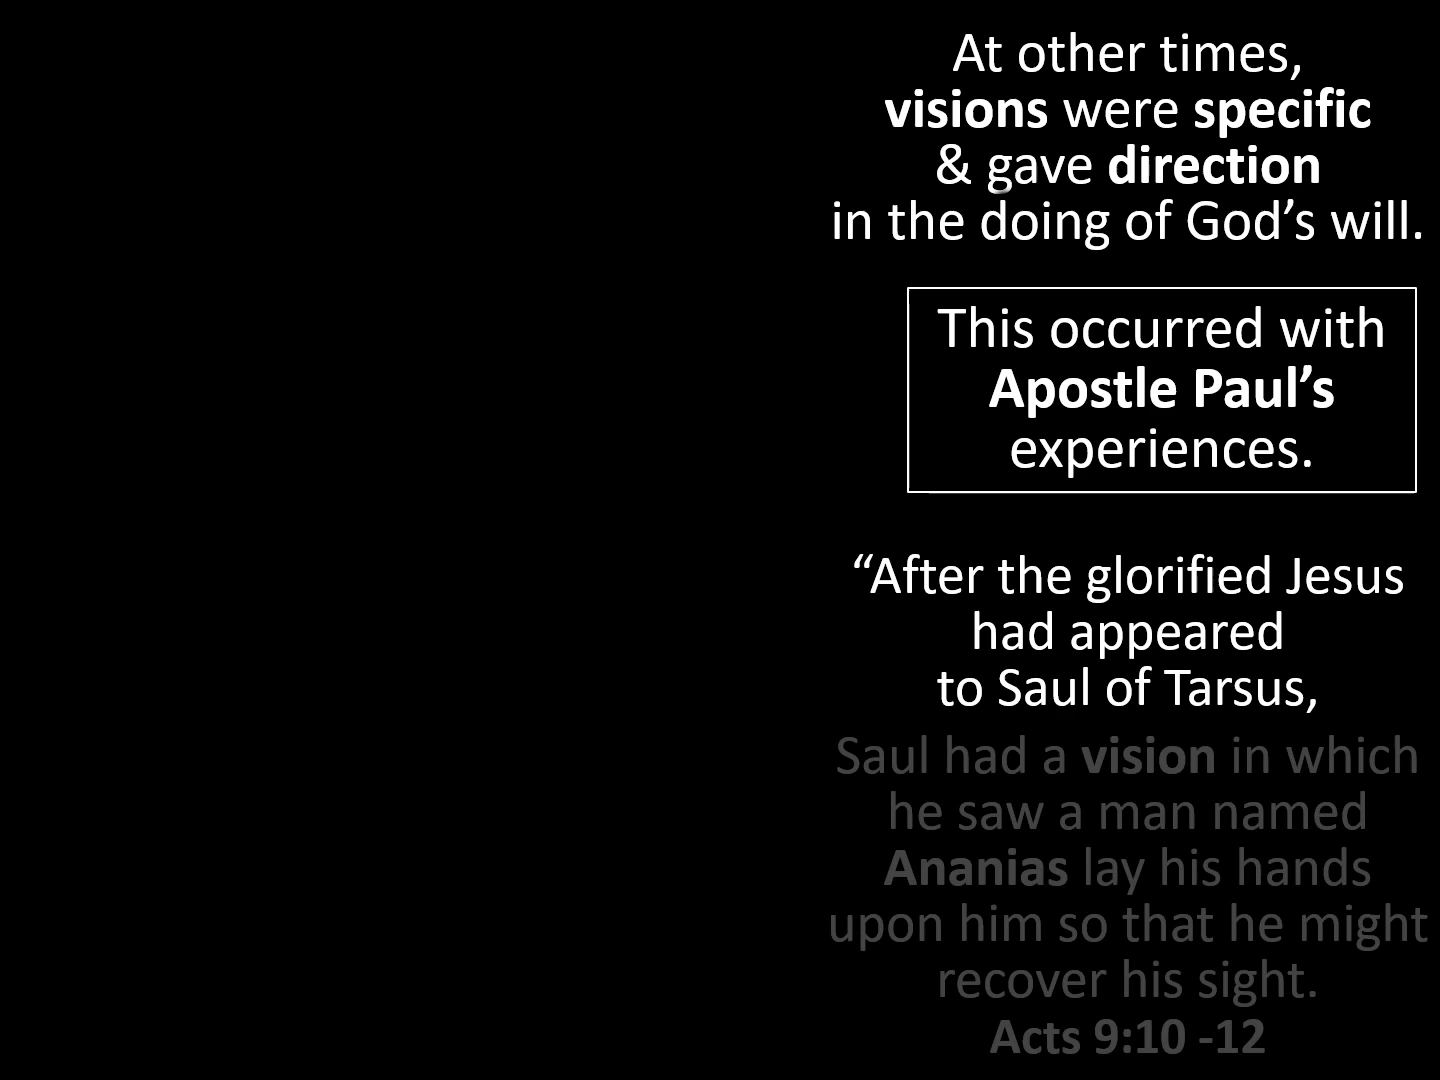 At other times,
visions were specific
& gave direction
in the doing of God’s will.
This occurred with
Apostle Paul’s
experiences.
“After the glorified Jesus
had appeared
to Saul of Tarsus,
Saul had a vision in which
he saw a man named
Ananias lay his hands
upon him so that he might
recover his sight.
Acts 9:10 -12